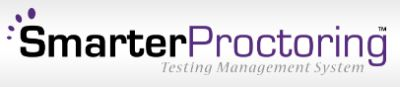 SmarterProctoring™
Testing Management System